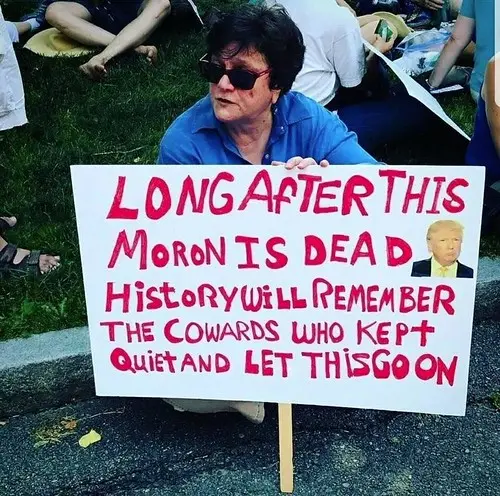 LONG AfTER THIS
MORON IS DEAD
HiStoRY WiLL REMEMBER
THE COWARDS WHO KEPt
QuiEt AND LET THIS GO ON